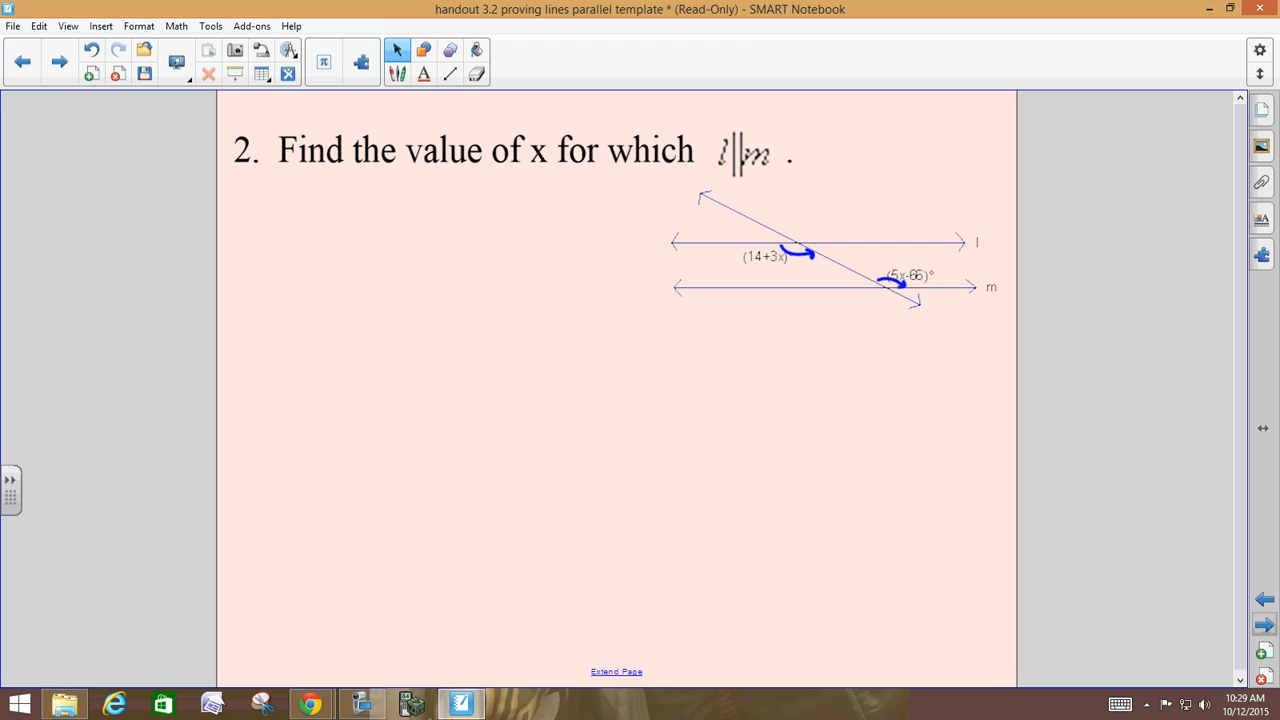 handout 3.2 proving lines parallel template * (Read-Only) - SMART Notebook
File Edit View Insert Format Math Tools Add-ons Help
2. Find the value of x for which l||m .
l
(14+3x)
(5x-66)°
m
Extend Page
10:29 AM
10/12/2015